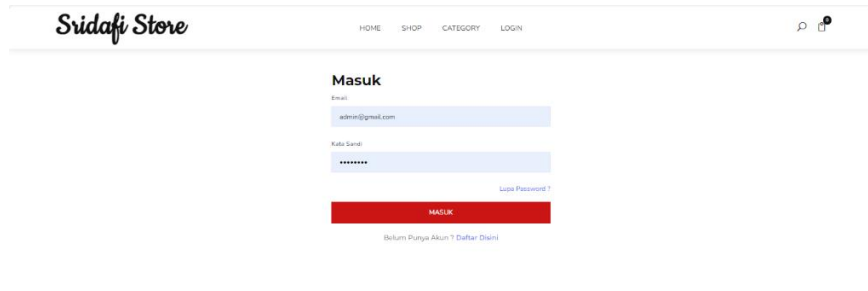 Sridafi Store
HOME SHOP CATEGORY LOGIN
0
Masuk
Email
admin@gmail.com
Kata Sandi
••••••••
Lupa Password ?
MASUK
Belum Punya Akun ? Daftar Disini